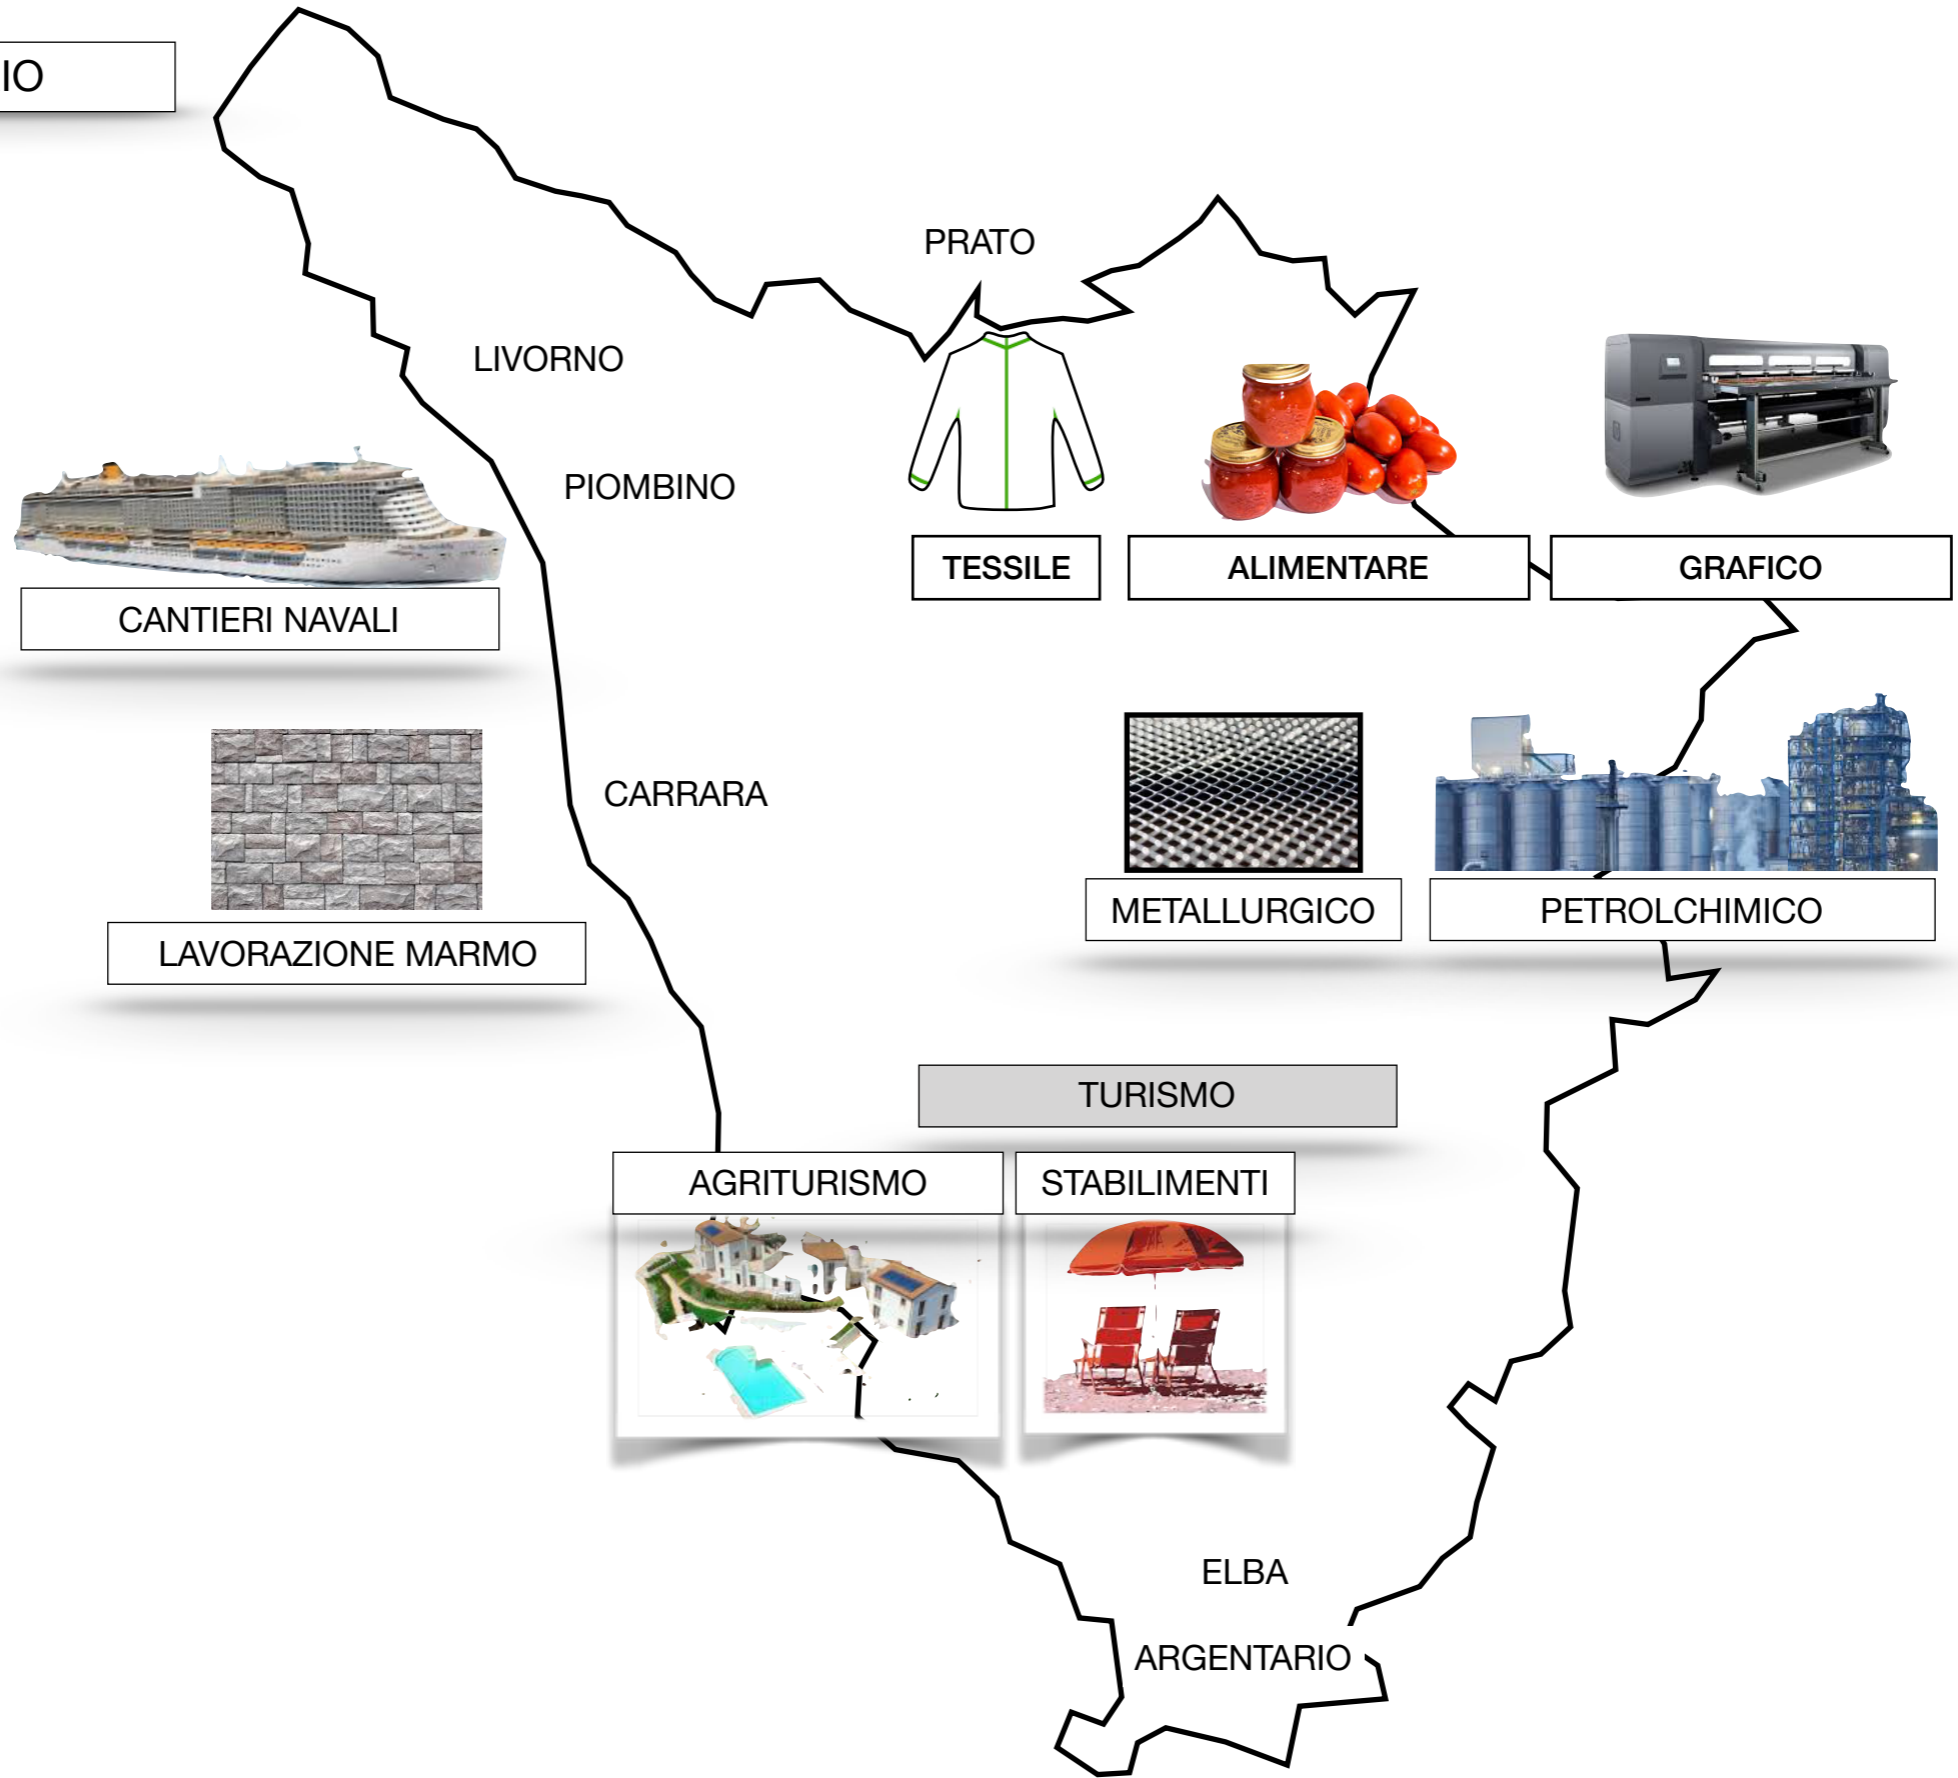 IO
PRATO
LIVORNO
PIOMBINO
TESSILE
ALIMENTARE
GRAFICO
CANTIERI NAVALI
CARRARA
METALLURGICO
PETROLCHIMICO
LAVORAZIONE MARMO
TURISMO
AGRITURISMO
STABILIMENTI
ELBA
ARGENTARIO